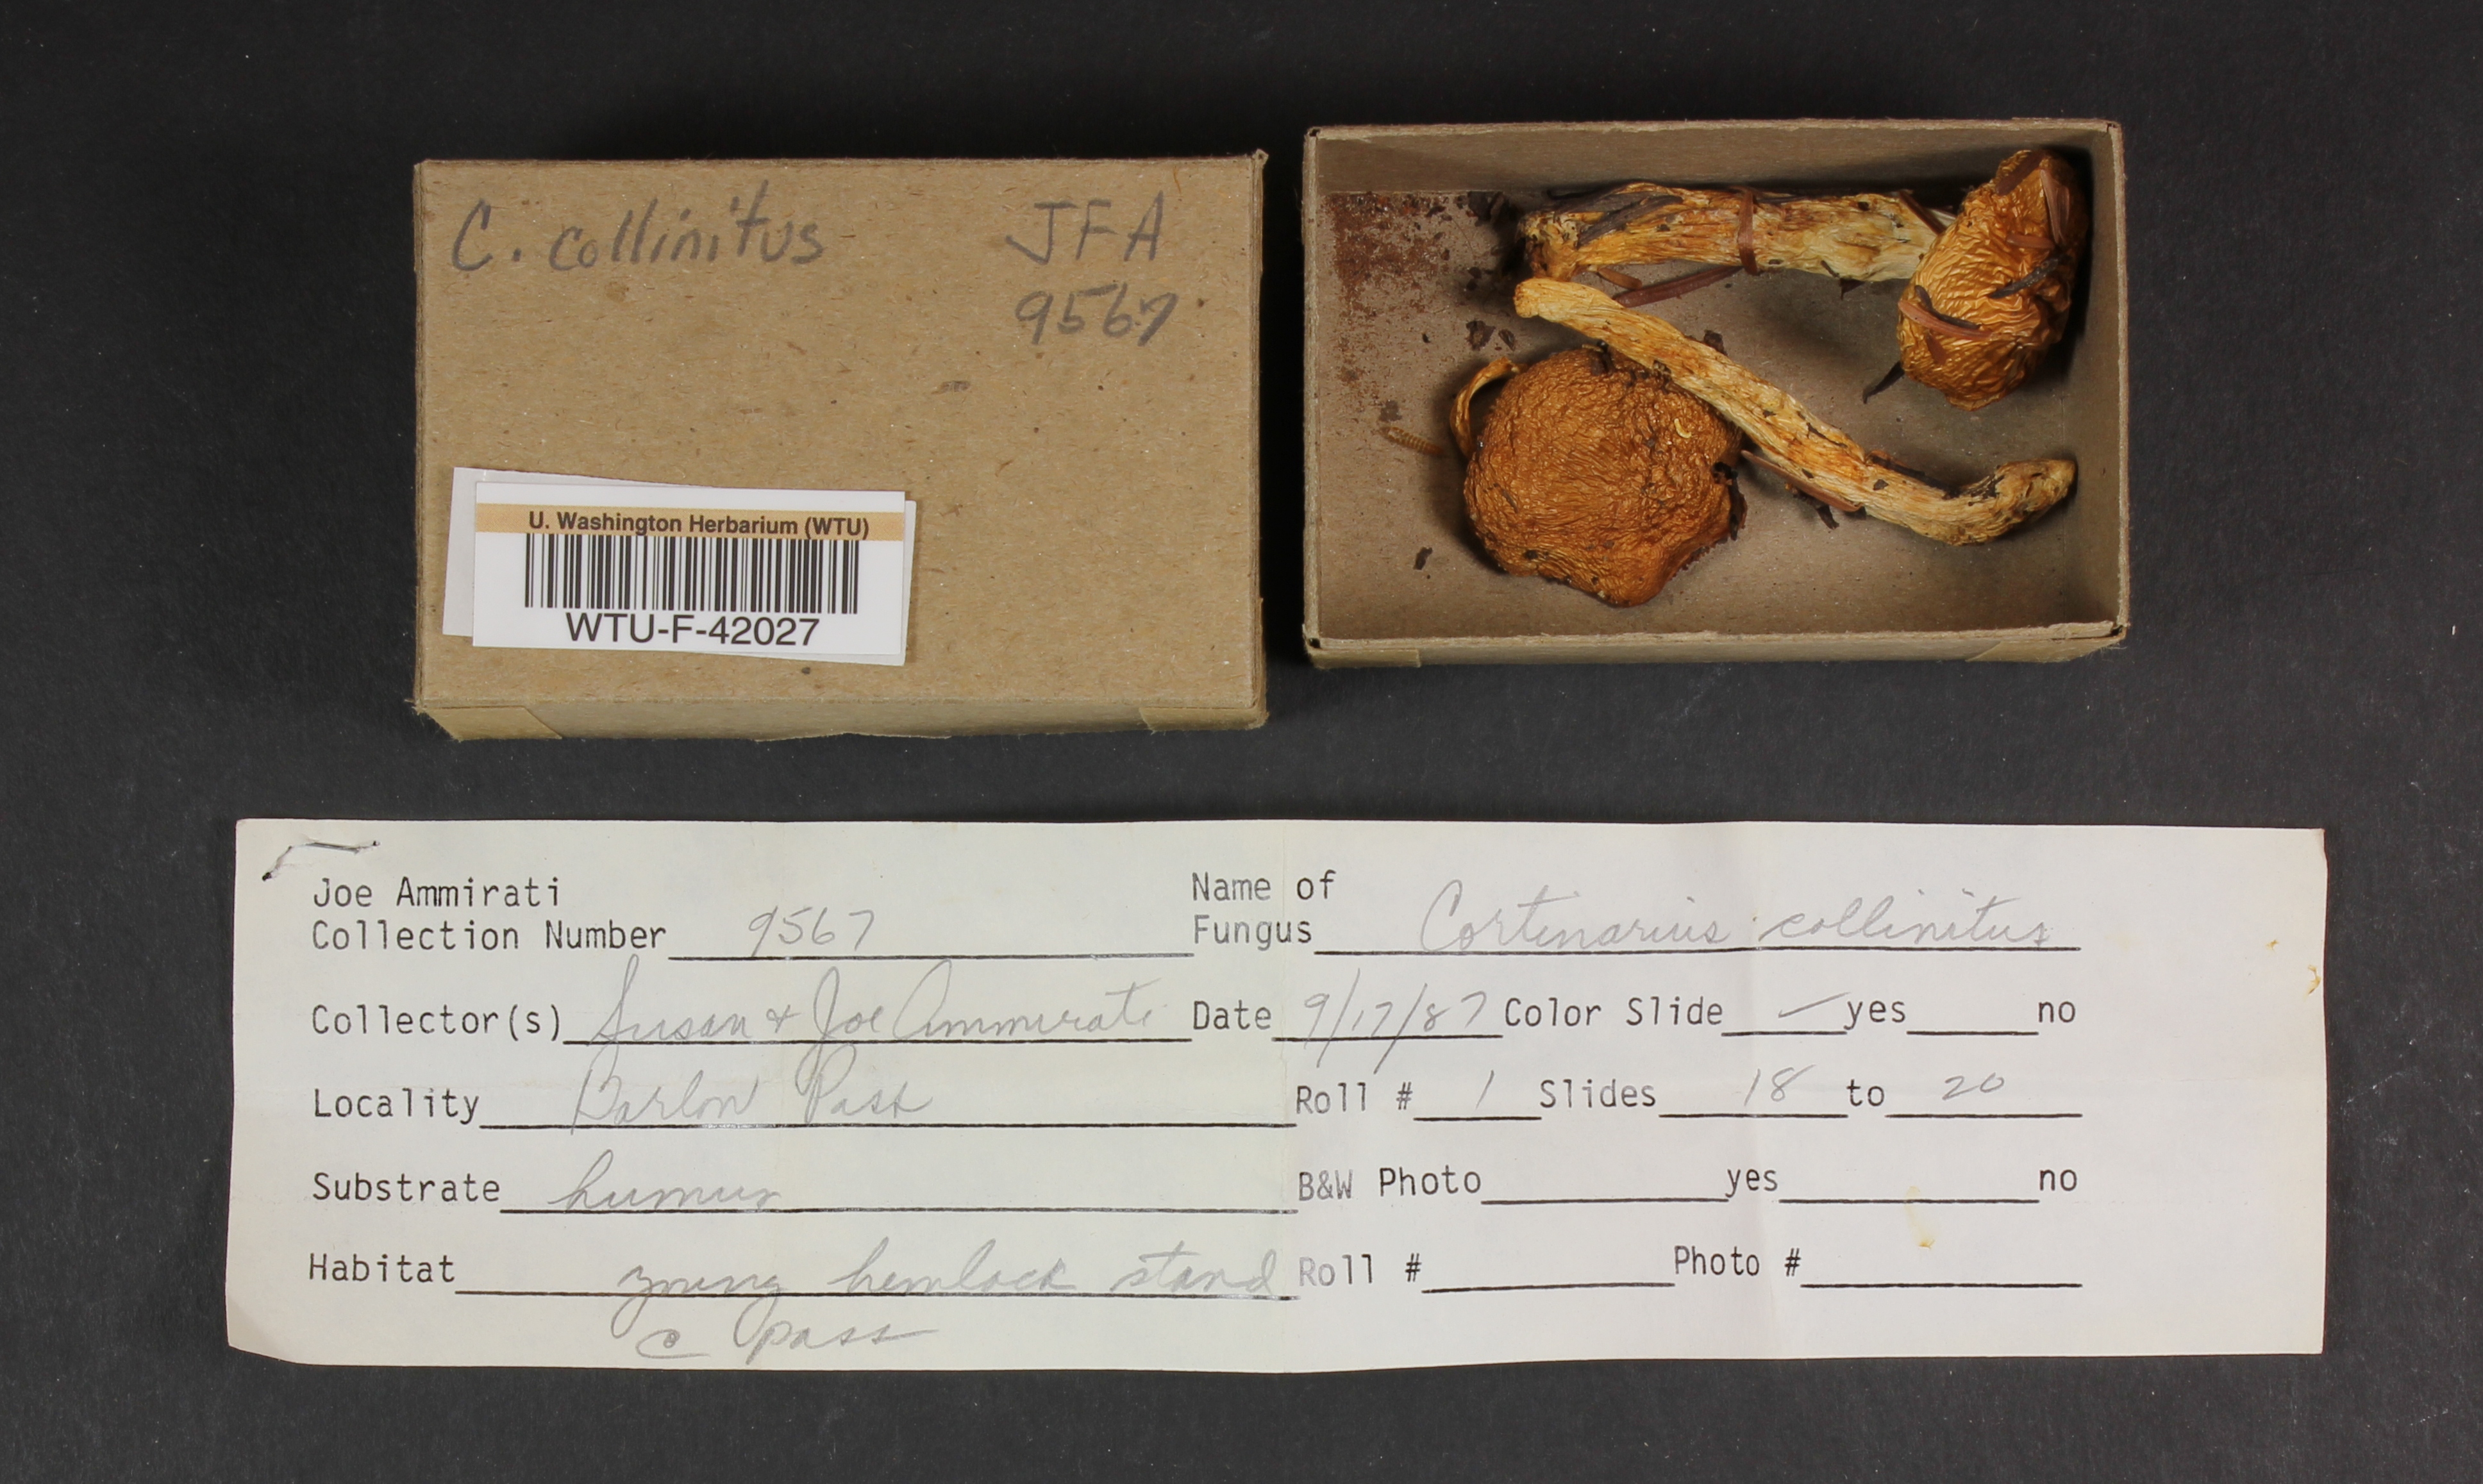 C. collinitus
JFA
9567
U. Washington Herbarium (WTU)
WTU-F-42027
Joe Ammirati
Collection Number 9567
Name of
Fungus Cortinarius collinitus
Collector(s) Susan & Joe Ammirati Date 9/17/87 Color Slide ✓ yes no
Locality Barlow Pass Roll # 1 Slides 18 to 20
Substrate humus B&W Photo yes no
Habitat young hemlock stand Roll # Photo #
@ pass